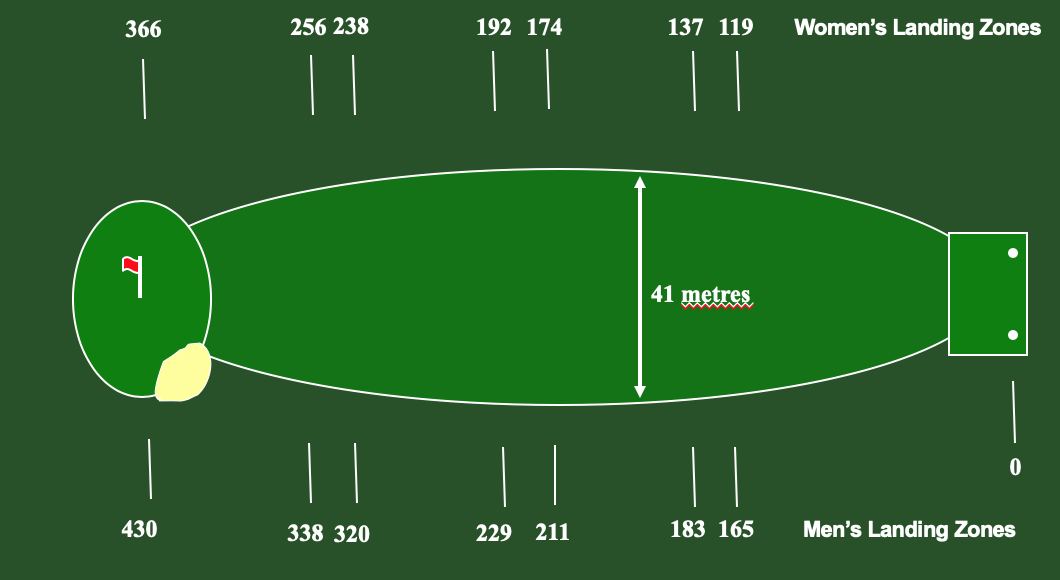 366 256 238 192 174 137 119 Women’s Landing Zones
41 metres
0
430 338 320 229 211 183 165 Men’s Landing Zones